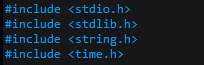 #include <stdio.h>
#include <stdlib.h>
#include <string.h>
#include <time.h>